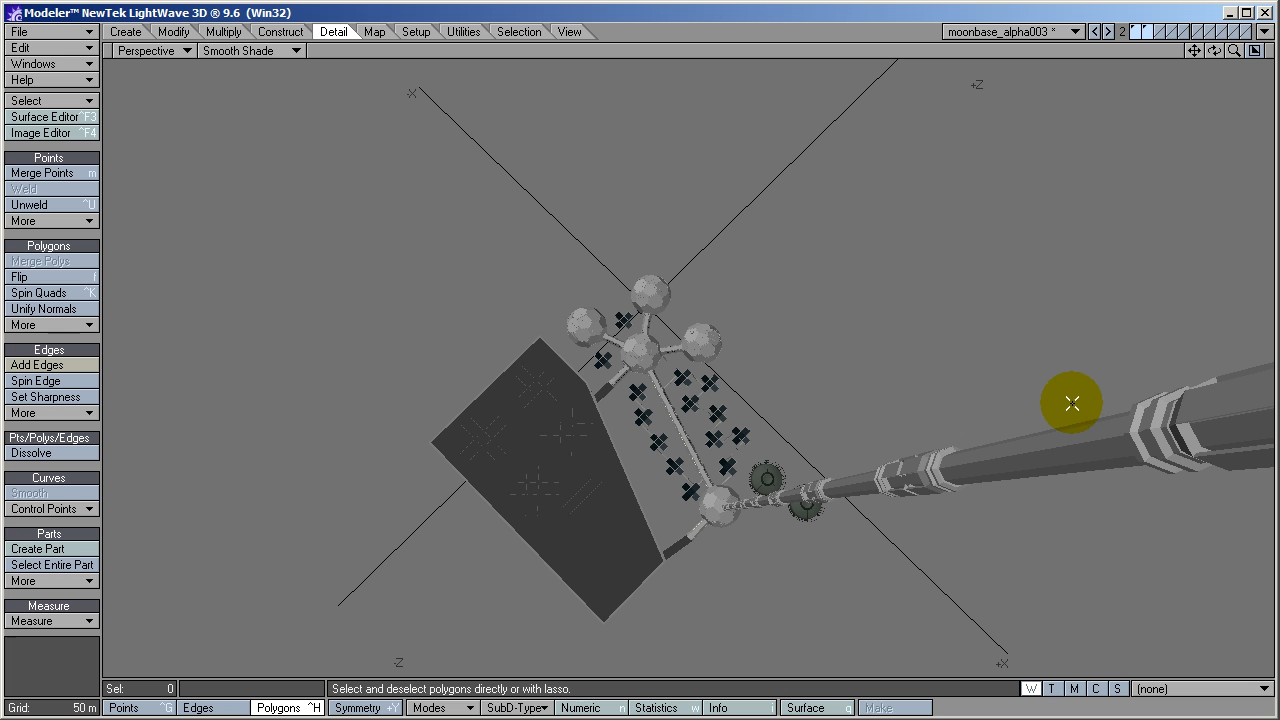 Modeler™ NewTek LightWave 3D ® 9.6 (Win32)
File Create Modify Multiply Construct Detail Map Setup Utilities Selection View moonbase_alpha003 * < > 2
Edit Perspective Smooth Shade
Windows
Help
Select
Surface Editor ^F3
Image Editor ^F4
Points
Merge Points m
Weld
Unweld ^U
More
Polygons
Merge Polys
Flip f
Spin Quads ^K
Unify Normals
More
Edges
Add Edges
Spin Edge
Set Sharpness
More
Pts/Polys/Edges
Dissolve
Curves
Smooth
Control Points
Parts
Create Part
Select Entire Part
More
Measure
Measure
-X
+Z
-Z
+X
Sel: 0 Select and deselect polygons directly or with lasso. W T M C S (none)
Grid: 50 m Points ^G Edges Polygons ^H Symmetry +Y Modes SubD-Type Numeric n Statistics w Info i Surface q Make